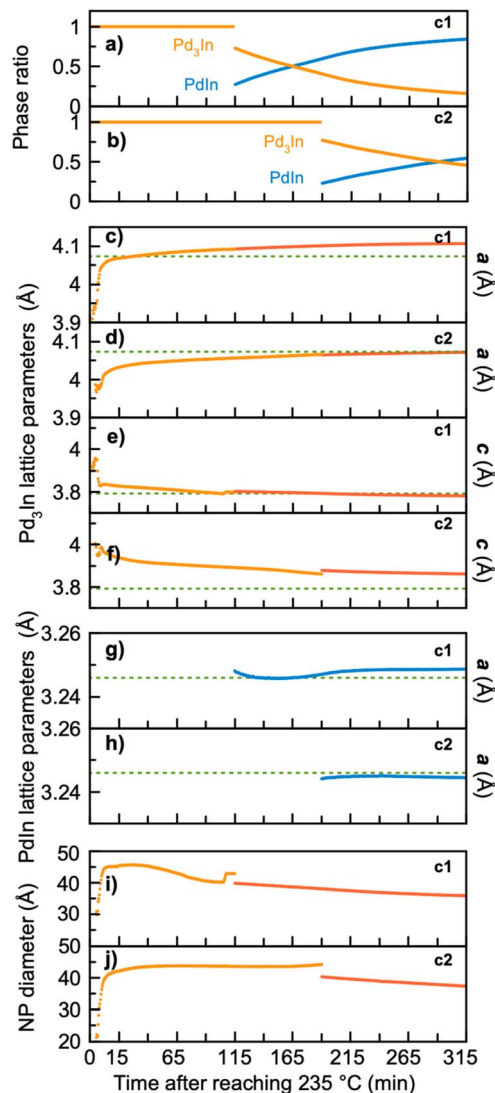 c1
1
a)
Pd3In
0.5
PdIn
0
c2
1
b)
Pd3In
0.5
PdIn
0
Phase ratio
c)
c1
4.1
4
3.9
a (Å)
d)
c2
4.1
4
3.9
a (Å)
e)
c1
4
3.8
c (Å)
f)
c2
4
3.8
c (Å)
Pd3In lattice parameters (Å)
3.26
g)
c1
3.24
a (Å)
3.26
h)
c2
3.24
a (Å)
PdIn lattice parameters (Å)
50
c1
40
i)
30
50
j)
c2
40
30
20
NP diameter (Å)
0 15 65 115 165 215 265 315
Time after reaching 235 °C (min)